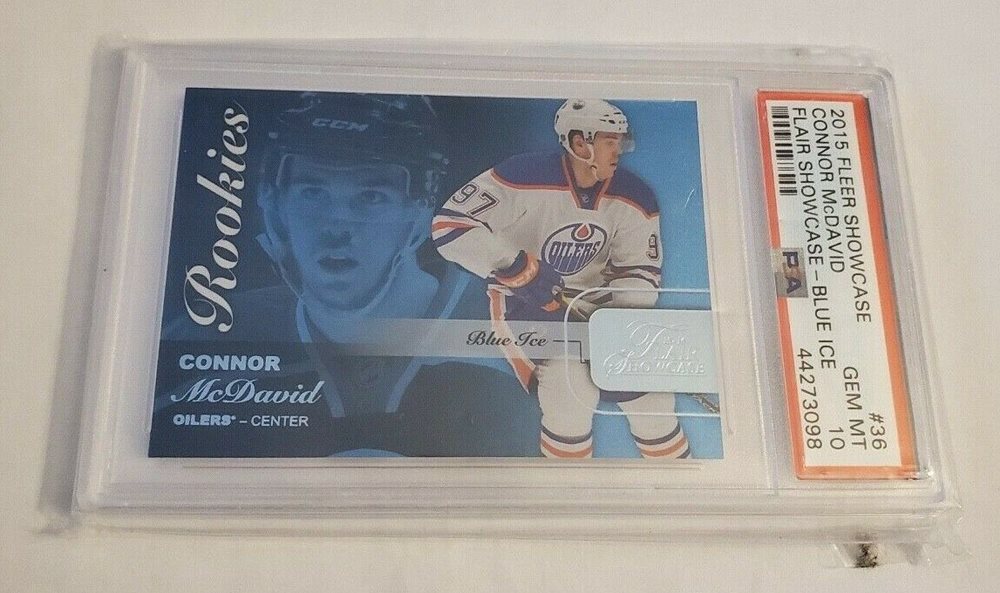 Rookies
CCM
97
OILERS
97
Blue Ice
FLAIR
SHOWCASE
CONNOR
McDavid
OILERS® – CENTER
2015 FLEER SHOWCASE #36
CONNOR McDAVID GEM MT
FLAIR SHOWCASE – BLUE ICE 10
PSA 44273098